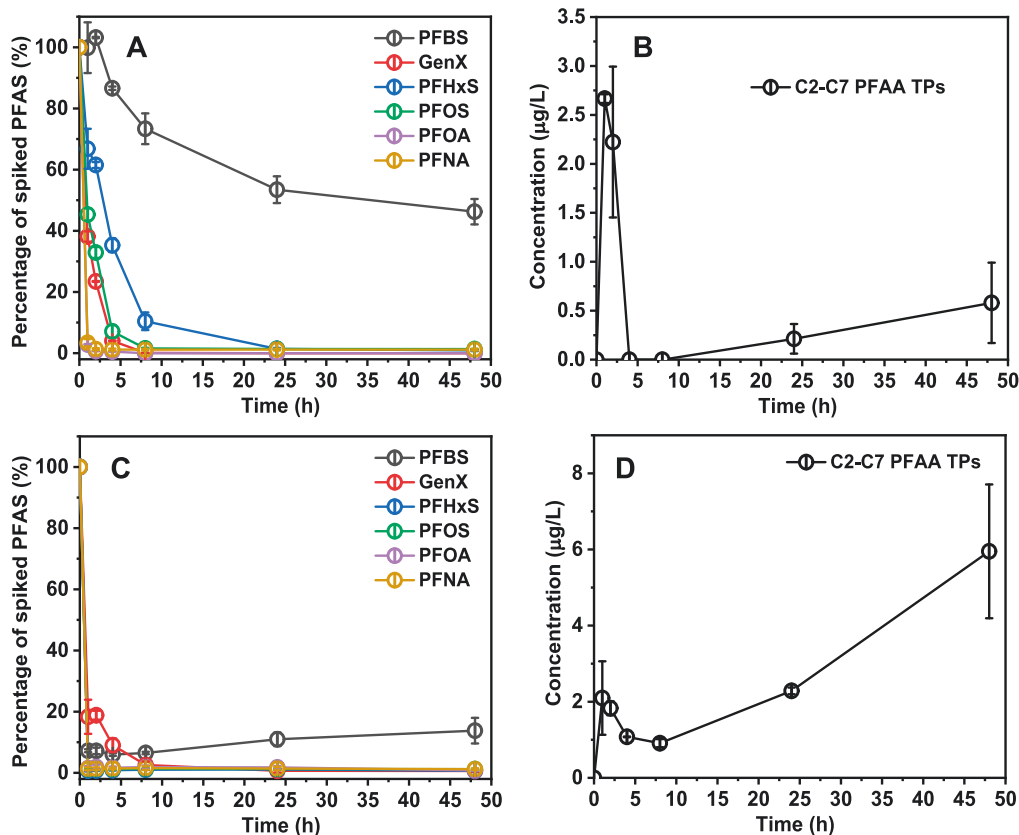 A
PFBS
GenX
PFHxS
PFOS
PFOA
PFNA
Percentage of spiked PFAS (%)
100
80
60
40
20
0
0 5 10 15 20 25 30 35 40 45 50
Time (h)
B
C2-C7 PFAA TPs
Concentration (µg/L)
3.5
3.0
2.5
2.0
1.5
1.0
0.5
0.0
0 5 10 15 20 25 30 35 40 45 50
Time (h)
C
PFBS
GenX
PFHxS
PFOS
PFOA
PFNA
Percentage of spiked PFAS (%)
100
80
60
40
20
0
0 5 10 15 20 25 30 35 40 45 50
Time (h)
D
C2-C7 PFAA TPs
Concentration (µg/L)
8
6
4
2
0
0 5 10 15 20 25 30 35 40 45 50
Time (h)